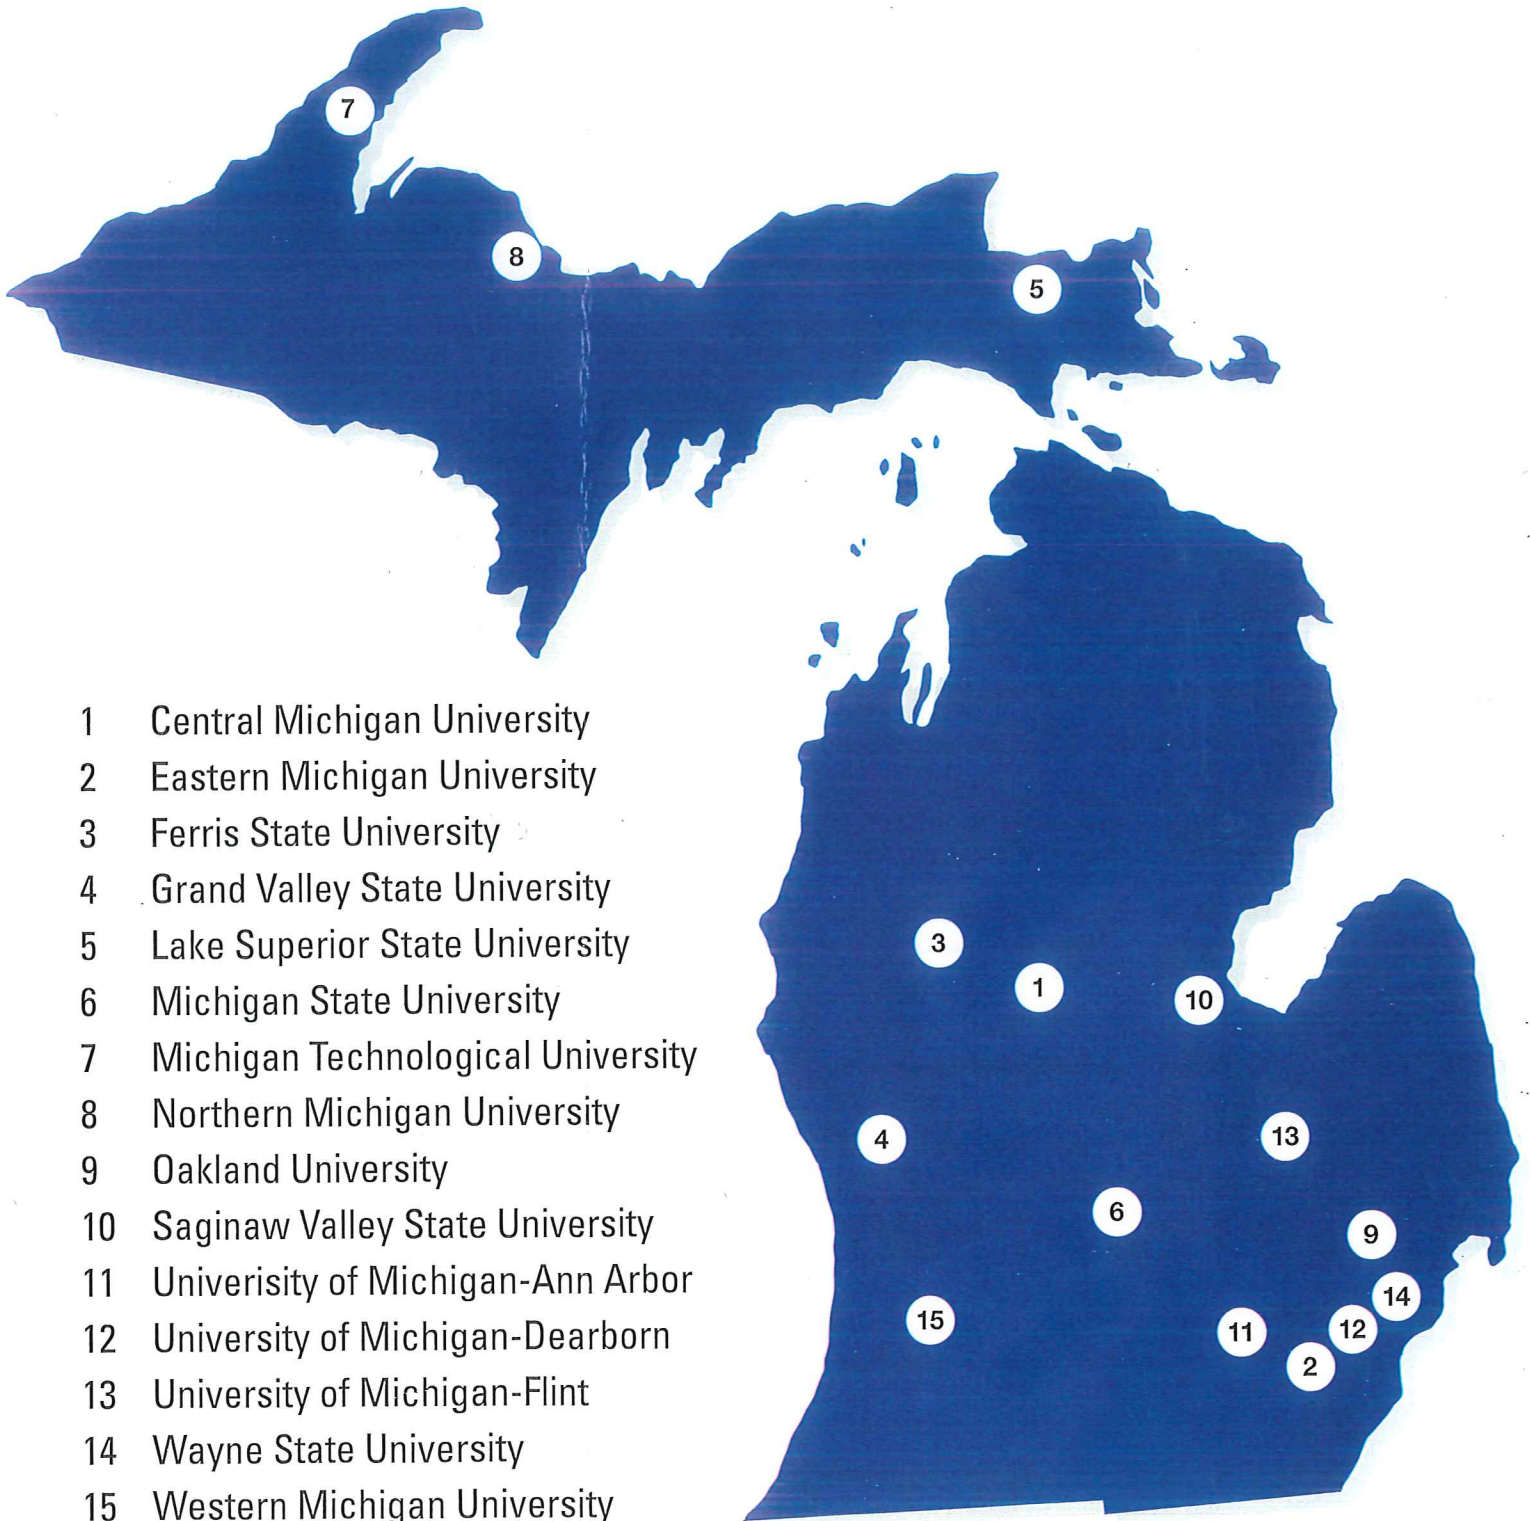 7
8
5
1 Central Michigan University
2 Eastern Michigan University
3 Ferris State University
4 Grand Valley State University
5 Lake Superior State University
6 Michigan State University
7 Michigan Technological University
8 Northern Michigan University
9 Oakland University
10 Saginaw Valley State University
11 Univerisity of Michigan-Ann Arbor
12 University of Michigan-Dearborn
13 University of Michigan-Flint
14 Wayne State University
15 Western Michigan University
3
1
10
4
13
6
9
14
15
11
12
2